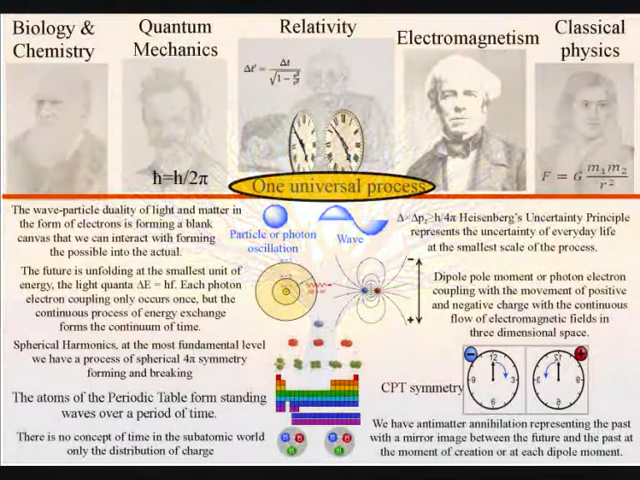 Biology &
Chemistry
Quantum
Mechanics
Relativity
Electromagnetism
Classical
physics
Δt' = Δt / √1 −
ħ=h/2π
F = G m₁m₂ / r²
One universal process
The wave-particle duality of light and matter in
the form of electrons is forming a blank
canvas that we can interact with forming
the possible into the actual.
Particle or photon
oscillation
Wave
Δ×Δpₓ≥h/4π Heisenberg's Uncertainty Principle
represents the uncertainty of everyday life
at the smallest scale of the process.
The future is unfolding at the smallest unit of
energy, the light quanta ΔE = hf. Each photon
electron coupling only occurs once, but the
continuous process of energy exchange
forms the continuum of time.
Dipole pole moment or photon electron
coupling with the movement of positive
and negative charge with the continuous
flow of electromagnetic fields in
three dimensional space.
Spherical Harmonics, at the most fundamental level
we have a process of spherical 4π symmetry
forming and breaking
The atoms of the Periodic Table form standing
waves over a period of time.
CPT symmetry
12
3
6
9
There is no concept of time in the subatomic world
only the distribution of charge
We have antimatter annihilation representing the past
with a mirror image between the future and the past at
the moment of creation or at each dipole moment.